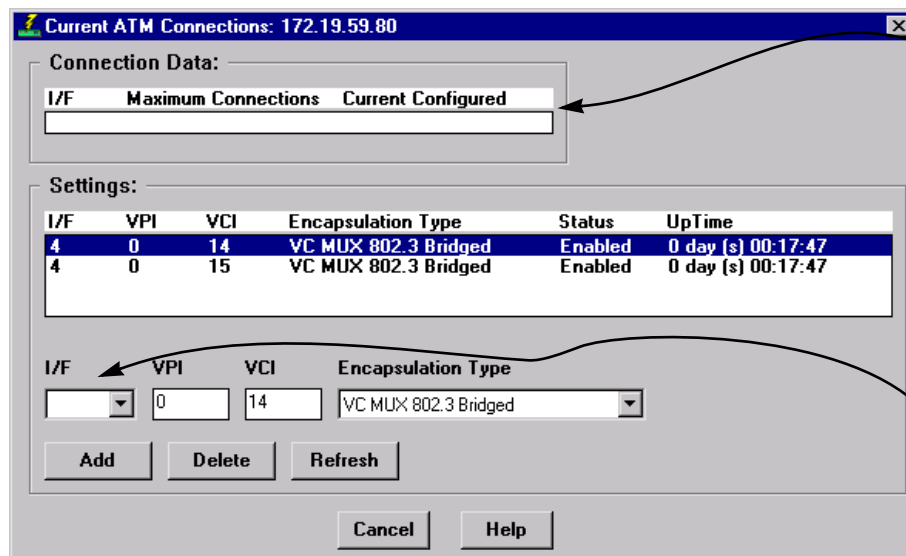 Current ATM Connections: 172.19.59.80
Connection Data:
I/F Maximum Connections Current Configured
Settings:
I/F VPI VCI Encapsulation Type Status UpTime
4 0 14 VC MUX 802.3 Bridged Enabled 0 day (s) 00:17:47
4 0 15 VC MUX 802.3 Bridged Enabled 0 day (s) 00:17:47
I/F VPI VCI Encapsulation Type
0 14 VC MUX 802.3 Bridged
Add Delete Refresh
Cancel Help